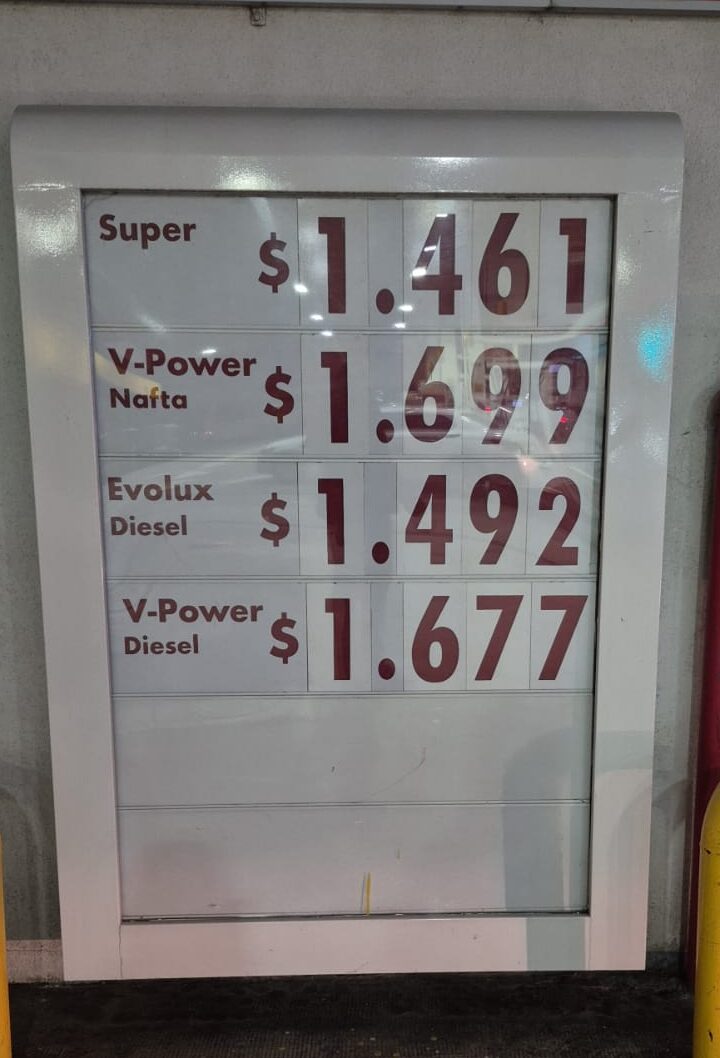 Super $ 1.461
V-Power
Nafta $ 1.699
Evolux
Diesel $ 1.492
V-Power
Diesel $ 1.677